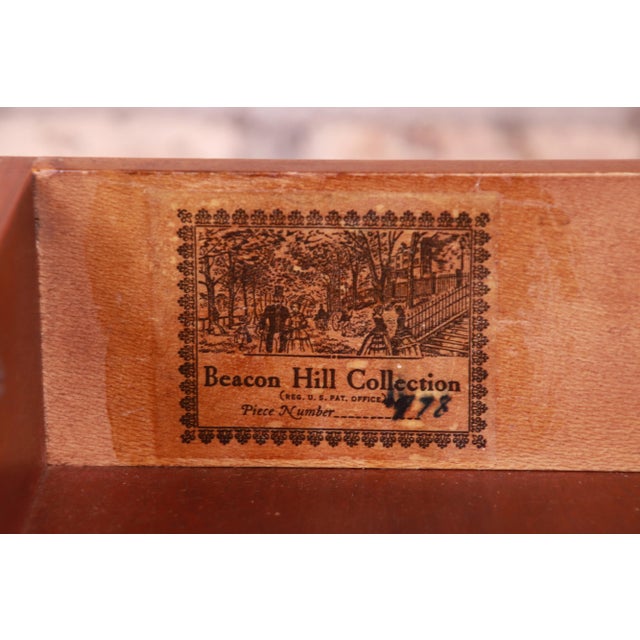 Beacon Hill Collection
(REG. U. S. PAT. OFFICE)
Piece Number